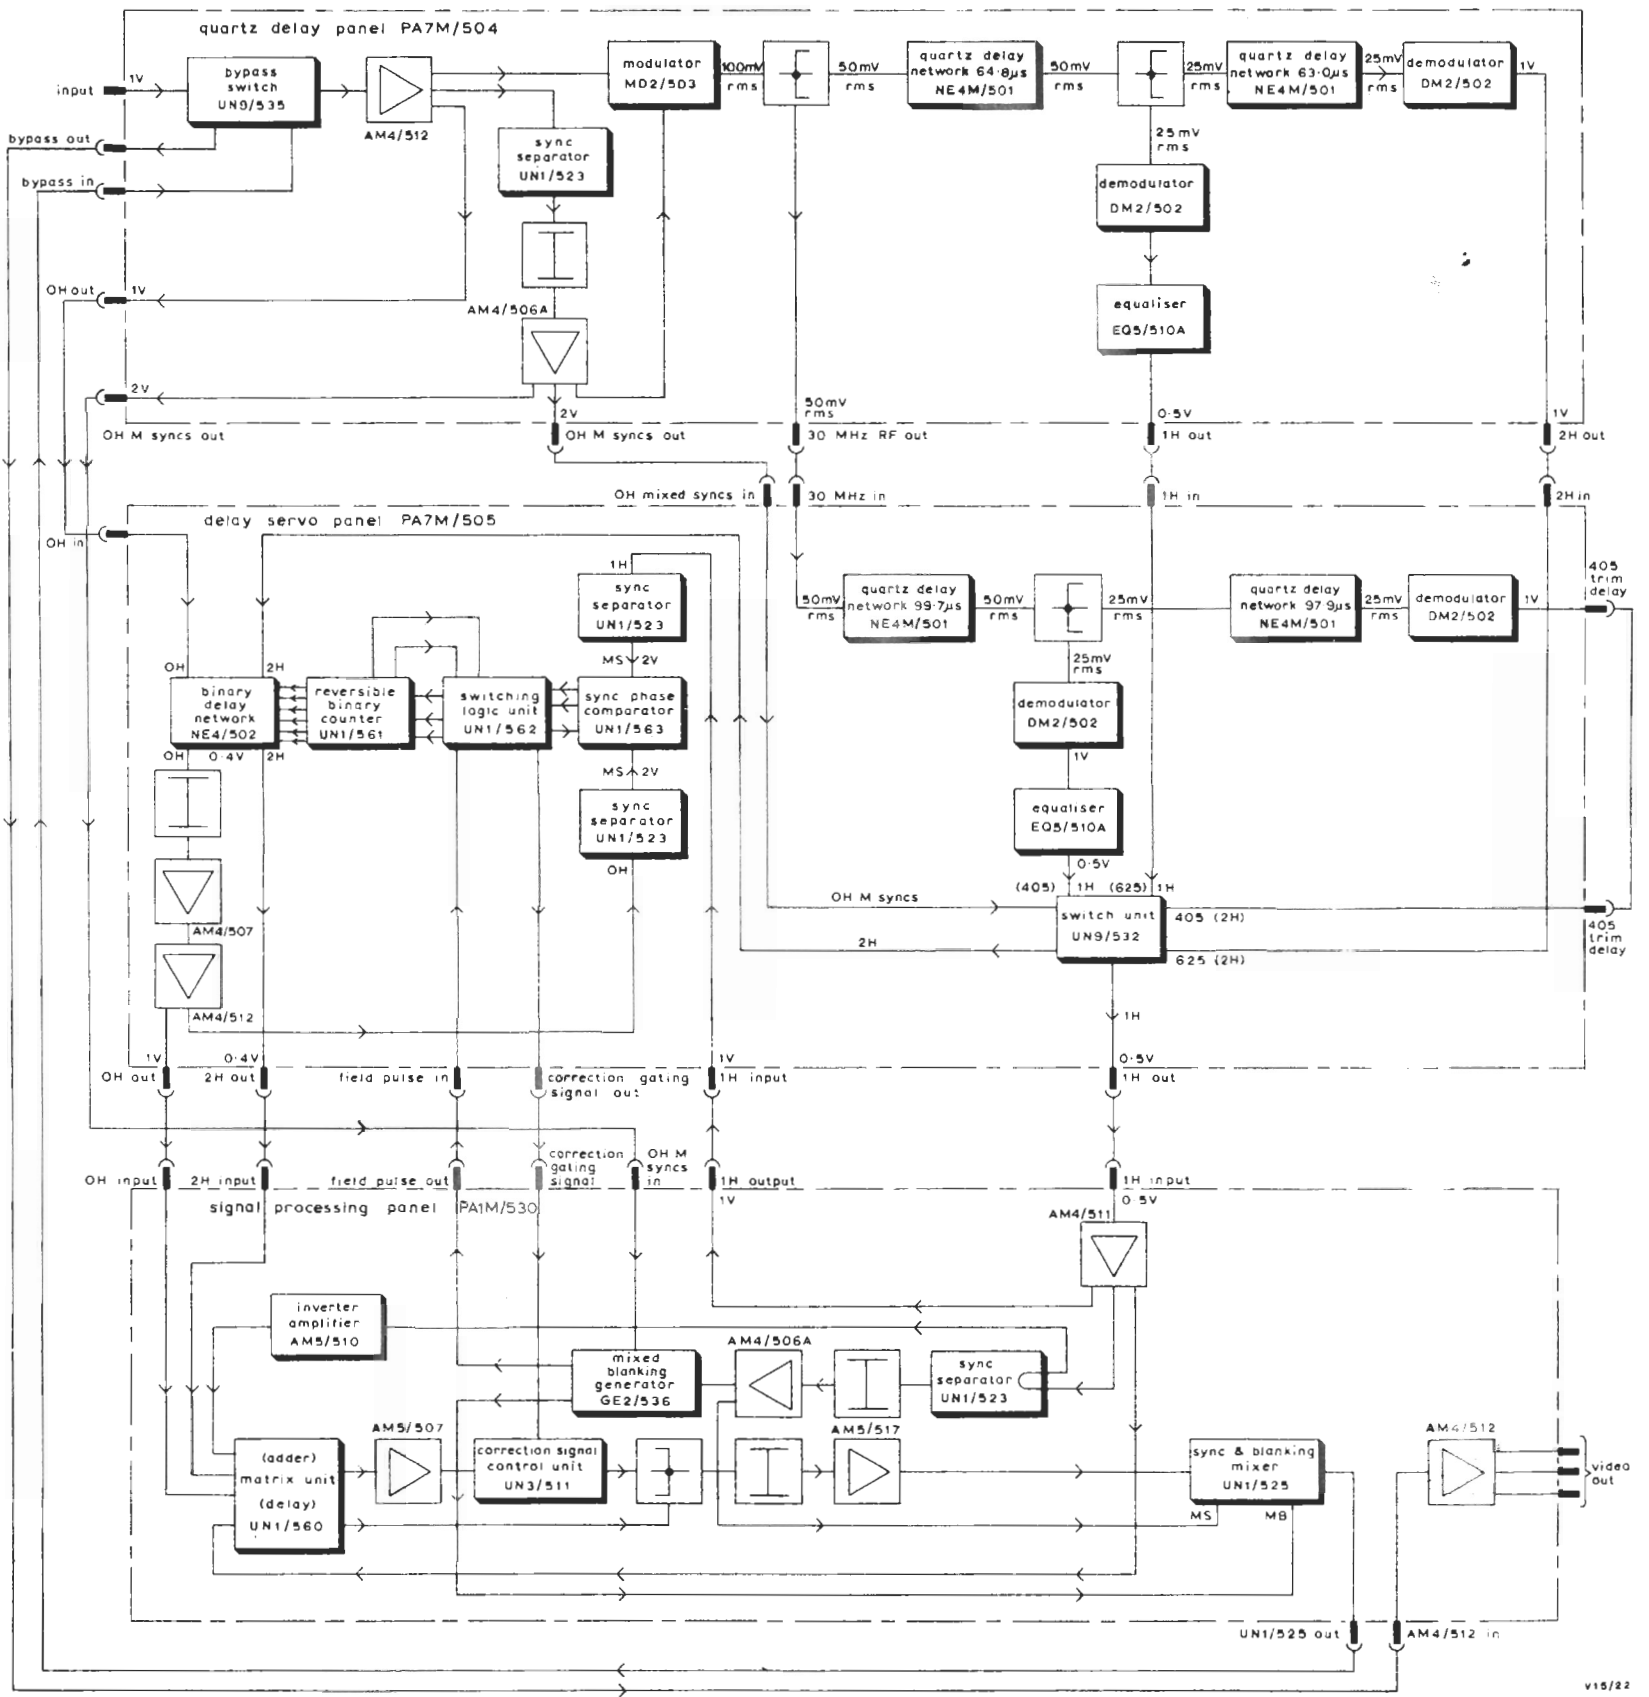 quartz delay panel PA7M/504
input
1V
bypass
switch
UN9/535
AM4/512
modulator
MD2/5D3
100mV
rms
50mV
rms
quartz delay
network 64·8µs
NE4M/501
50mV
rms
25mV
rms
quartz delay
network 63·0µs
NE4M/501
25mV
rms
demodulator
DM2/502
1V
bypass out
bypass in
sync
separator
UN1/523
25mV
rms
demodulator
DM2/502
OH out
1V
AM4/506A
equaliser
EQ5/510A
2V
OH M syncs out
2V
OH M syncs out
50mV
rms
30 MHz RF out
0·5V
1H out
1V
2H out
OH mixed syncs in
30 MHz in
1H in
2H in
delay servo panel PA7M/505
OH in
1H
sync
separator
UN1/523
50mV
rms
quartz delay
network 99·7µs
NE4M/501
50mV
rms
25mV
rms
quartz delay
network 97·9µs
NE4M/501
25mV
rms
demodulator
DM2/502
1V
405
trim
delay
MS 2V
OH
2H
binary
delay
network
NE4/502
reversible
binary
counter
UN1/561
switching
logic unit
UN1/562
sync phase
comparator
UN1/563
25mV
rms
demodulator
DM2/502
OH
0·4V
2H
MS 2V
1V
sync
separator
UN1/523
equaliser
EQ5/510A
OH
0·5V
(405) 1H (625) 1H
OH M syncs
switch unit
UN9/532
405 (2H)
405
trim
delay
AM4/507
2H
625 (2H)
AM4/512
1H
1V
OH out
0·4V
2H out
field pulse in
correction gating
signal out
1V
1H input
0·5V
1H out
OH input
2H input
field pulse out
correction
gating
signal
OH M
syncs
in
1H output
1V
1H input
0·5V
signal processing panel PA1M/530
AM4/511
inverter
amplifier
AM5/510
mixed
blanking
generator
GE2/536
AM4/506A
sync
separator
UN1/523
AM5/507
(adder)
matrix unit
(delay)
UN1/560
correction signal
control unit
UN3/511
AM5/517
sync & blanking
mixer
UN1/525
MS
MB
AM4/512
video
out
UN1/525 out
AM4/512 in
V15/22